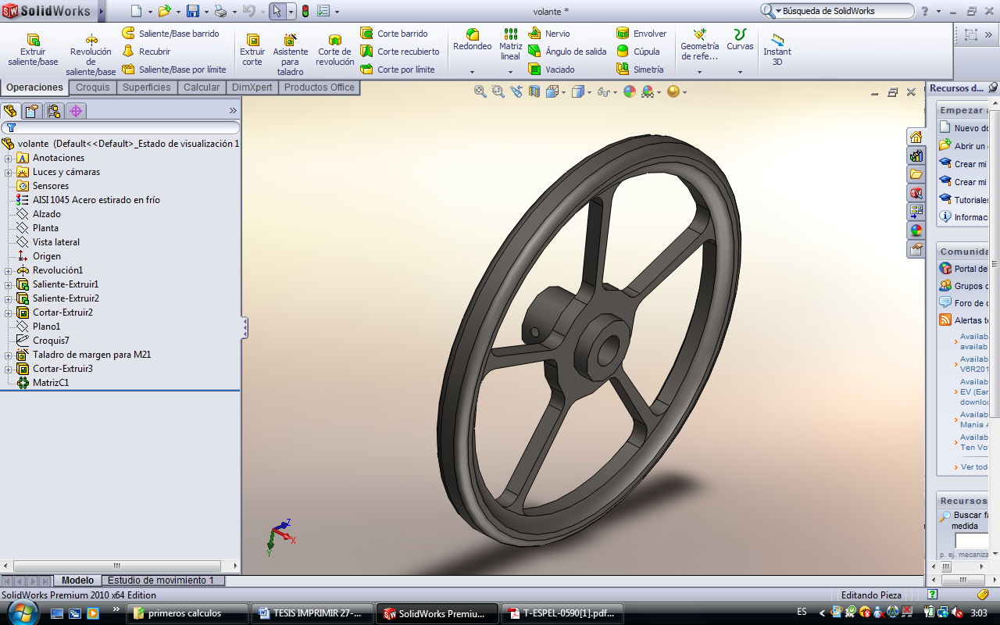 SolidWorks
volante *
Búsqueda de SolidWorks
Extruir saliente/base
Revolución de saliente/base
Saliente/Base barrido
Recubrir
Saliente/Base por límite
Extruir corte
Asistente para taladro
Corte de revolución
Corte barrido
Corte recubierto
Corte por límite
Redondeo
Matriz lineal
Nervio
Ángulo de salida
Vaciado
Envolver
Cúpula
Simetría
Geometría de refe...
Curvas
Instant 3D
Operaciones
Croquis
Superficies
Calcular
DimXpert
Productos Office
volante (Default<<Default>_Estado de visualización 1
Anotaciones
Luces y cámaras
Sensores
AISI 1045 Acero estirado en frío
Alzado
Planta
Vista lateral
Origen
Revolución1
Saliente-Extruir1
Saliente-Extruir2
Cortar-Extruir2
Plano1
Croquis7
Taladro de margen para M21
Cortar-Extruir3
MatrizC1
Z
X
Y
Recursos d...
Empezar a
Nuevo do
Abrir un
Crear mi
Crear mi
Tutoriales
Informac
Comunida
Portal de
Grupos d
Foro de d
Alertas te
Availab
availab
Availab
V6R201
Availab
EV (Ear
downloa
Availab
Mania A
Availab
Ten Vo
Ver tod
Recursos
Buscar fa
medida
p. ej. mecaniza
Modelo
Estudio de movimiento 1
SolidWorks Premium 2010 x64 Edition
Editando Pieza
primeros calculos
TESIS IMPRIMIR 27-...
SolidWorks Premiu...
T-ESPEL-0590[1].pdf...
ES
3:03